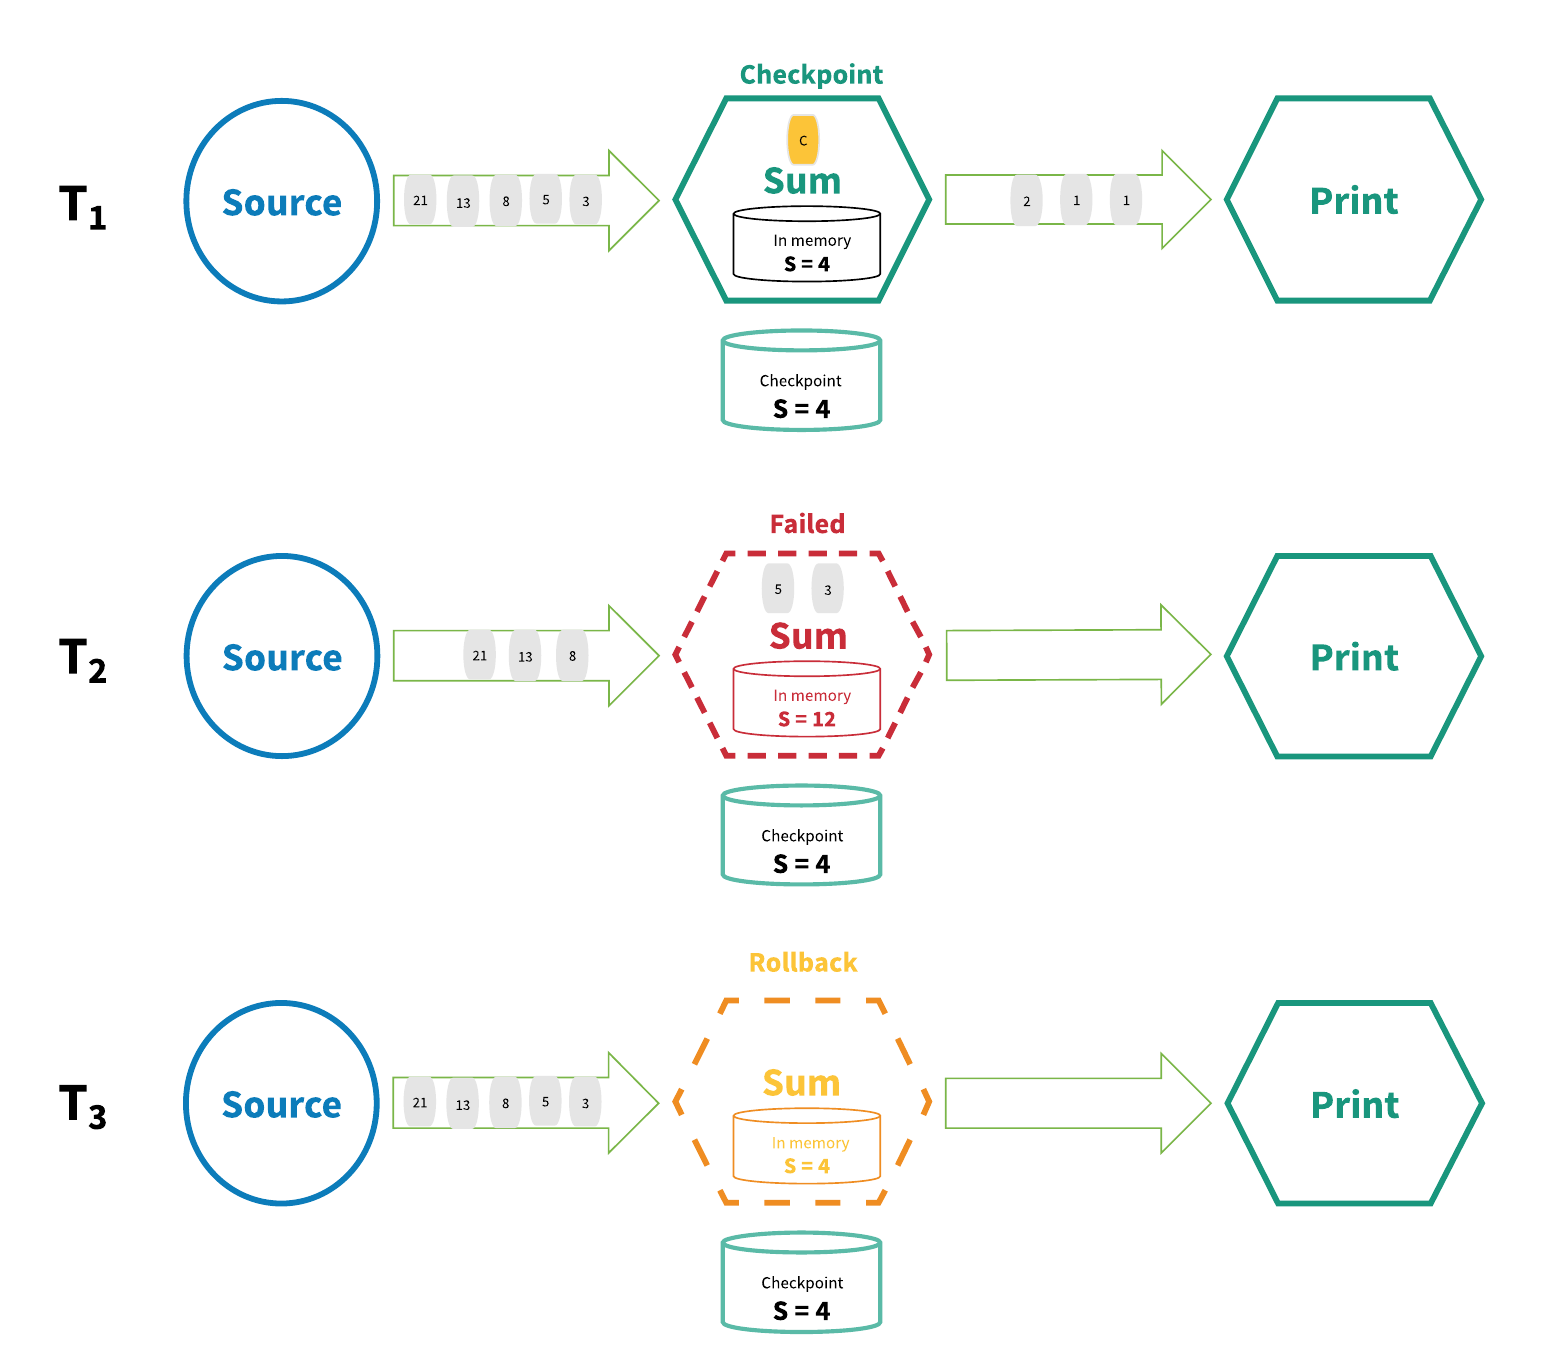 Checkpoint
T1
Source
21 13 8 5 3
C
Sum
In memory
S = 4
2 1 1
Print
Checkpoint
S = 4
Failed
T2
Source
21 13 8
5 3
Sum
In memory
S = 12
Print
Checkpoint
S = 4
Rollback
T3
Source
21 13 8 5 3
Sum
In memory
S = 4
Print
Checkpoint
S = 4